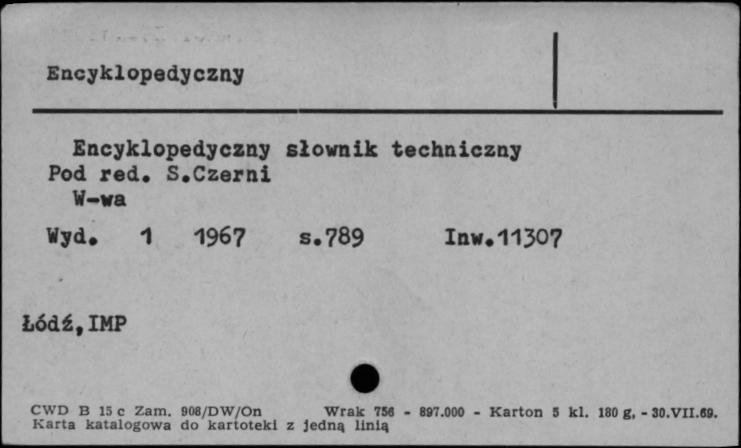 Encyklopedyczny
Encyklopedyczny słownik techniczny
Pod red. S.Czerni
W-wa
Wyd. 1 1967 s.789 Inw.11307
Łódź,IMP
CWD B 15 c Zam. 908/DW/On Wrak 756 - 897.000 - Karton 5 kl. 180 g, - 30.VII.69.
Karta katalogowa do kartoteki z jedną linią